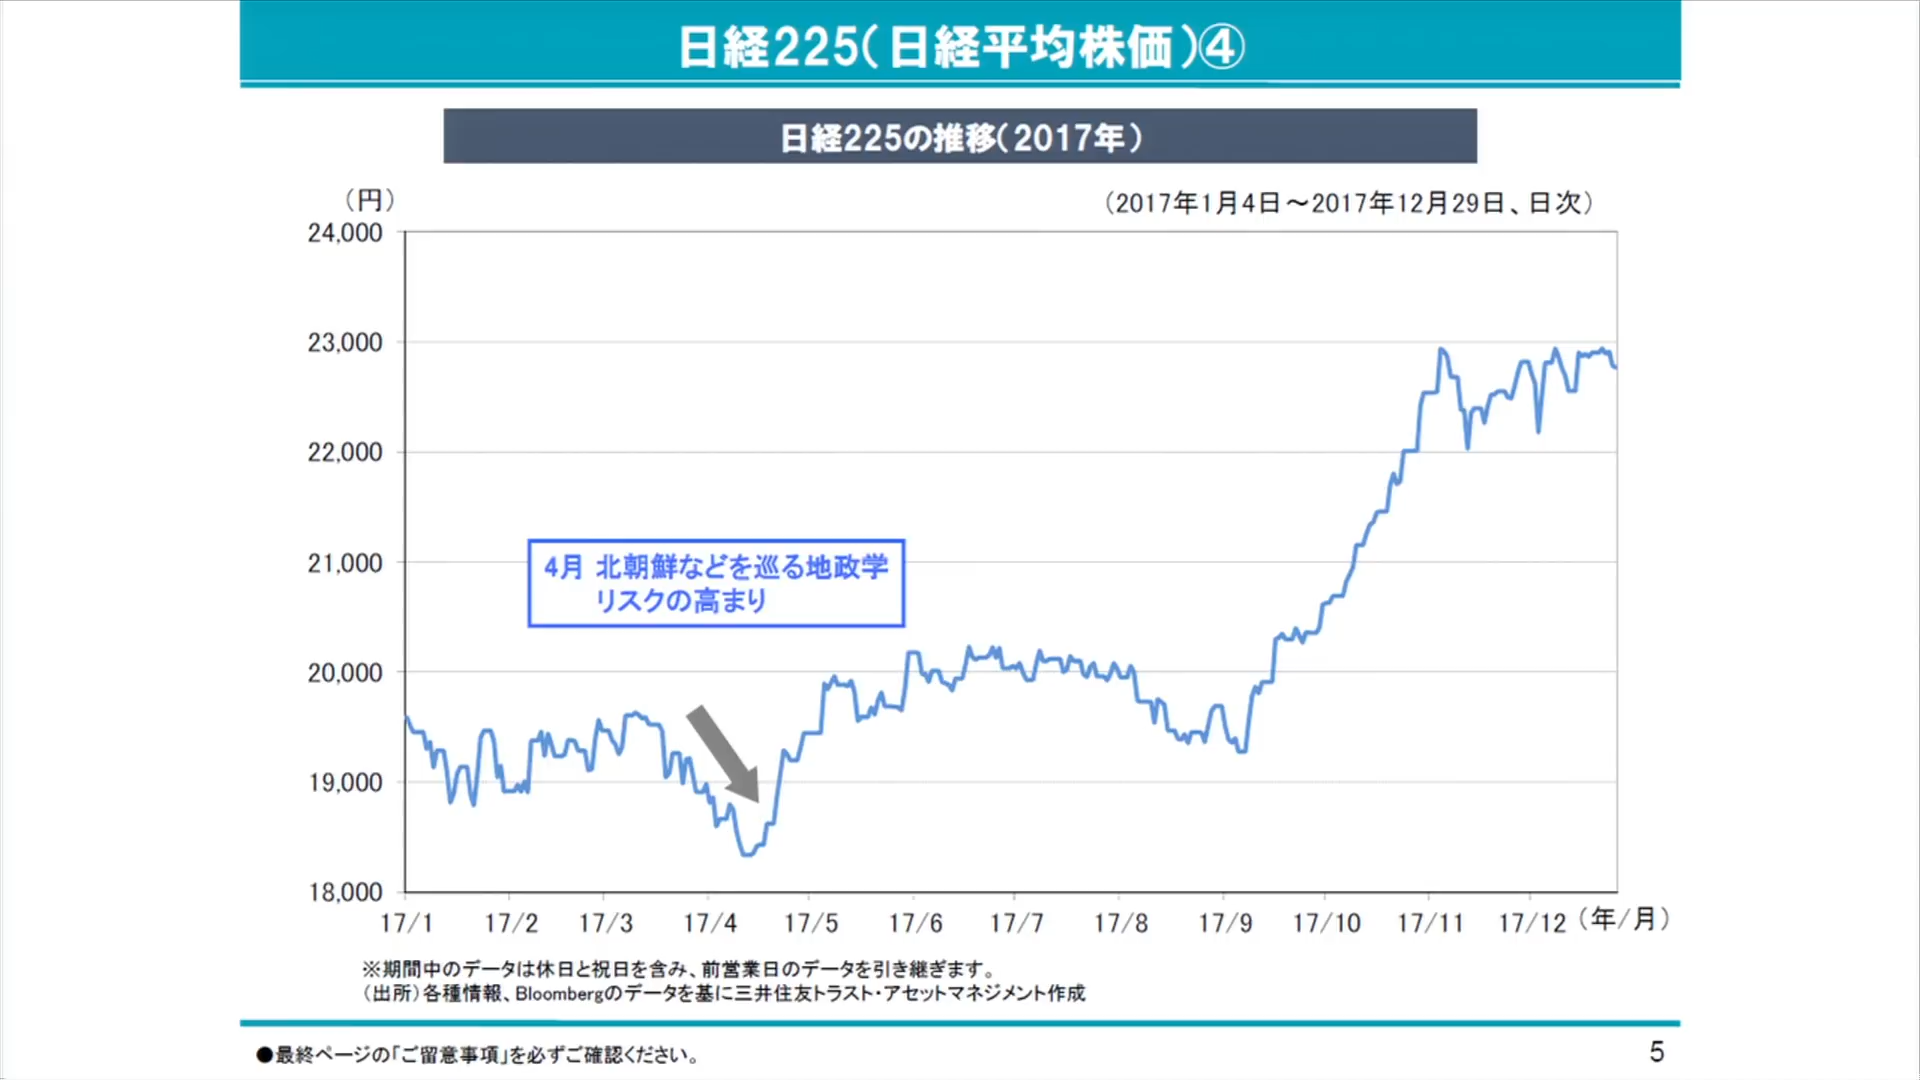 日経225（日経平均株価）④
日経225の推移（2017年）
（円）
（2017年1月4日～2017年12月29日、日次）
24,000
23,000
22,000
21,000
20,000
19,000
18,000
4月 北朝鮮などを巡る地政学
リスクの高まり
17/1 17/2 17/3 17/4 17/5 17/6 17/7 17/8 17/9 17/10 17/11 17/12 （年/月）
※期間中のデータは休日と祝日を含み、前営業日のデータを引き継ぎます。
（出所）各種情報、Bloombergのデータを基に三井住友トラスト・アセットマネジメント作成
●最終ページの「ご留意事項」を必ずご確認ください。
5